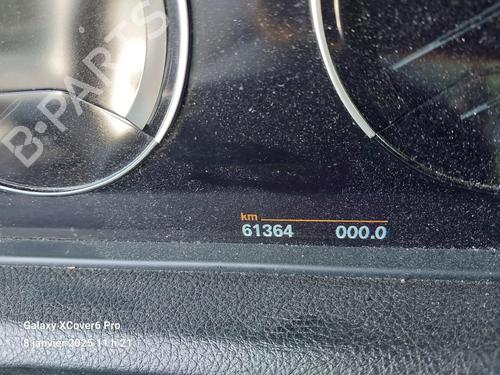 B-PARTS
km
61364 000.0
Galaxy XCover6 Pro
8 janvier 2025 11 h 21